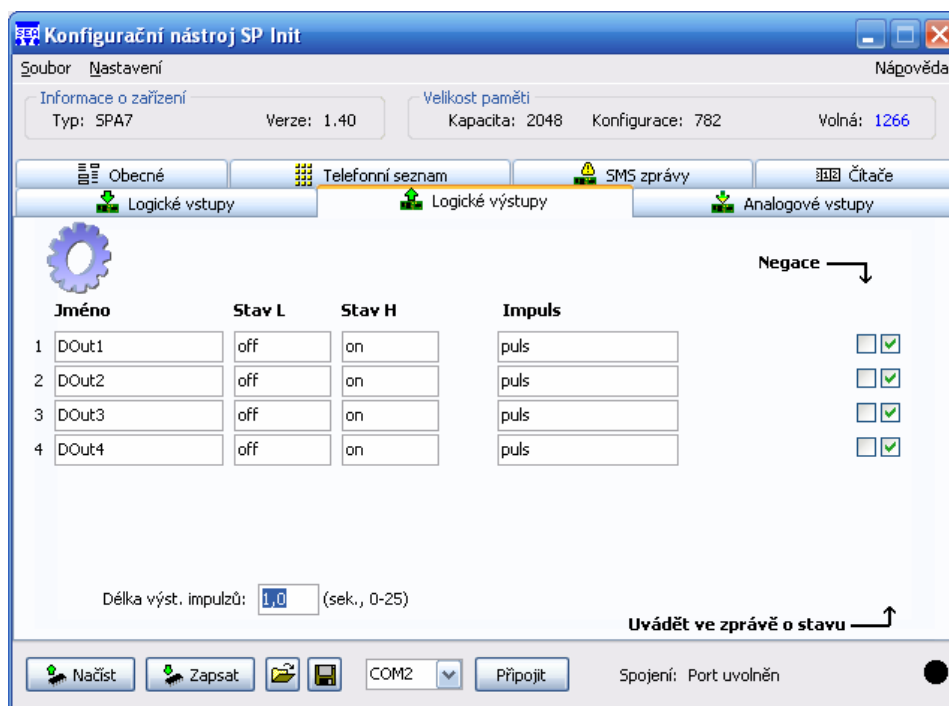 SEA Konfigurační nástroj SP Init
Soubor Nastavení Nápověda
Informace o zařízení Velikost paměti
Typ: SPA7 Verze: 1.40 Kapacita: 2048 Konfigurace: 782 Volná: 1266
Obecné Telefonní seznam SMS zprávy Čítače
Logické vstupy Logické výstupy Analogové vstupy
Negace
Jméno Stav L Stav H Impuls
1 DOut1 off on puls
2 DOut2 off on puls
3 DOut3 off on puls
4 DOut4 off on puls
Délka výst. impulzů: 1,0 (sek., 0-25)
Uvádět ve zprávě o stavu
Načíst Zapsat COM2 Připojit Spojení: Port uvolněn